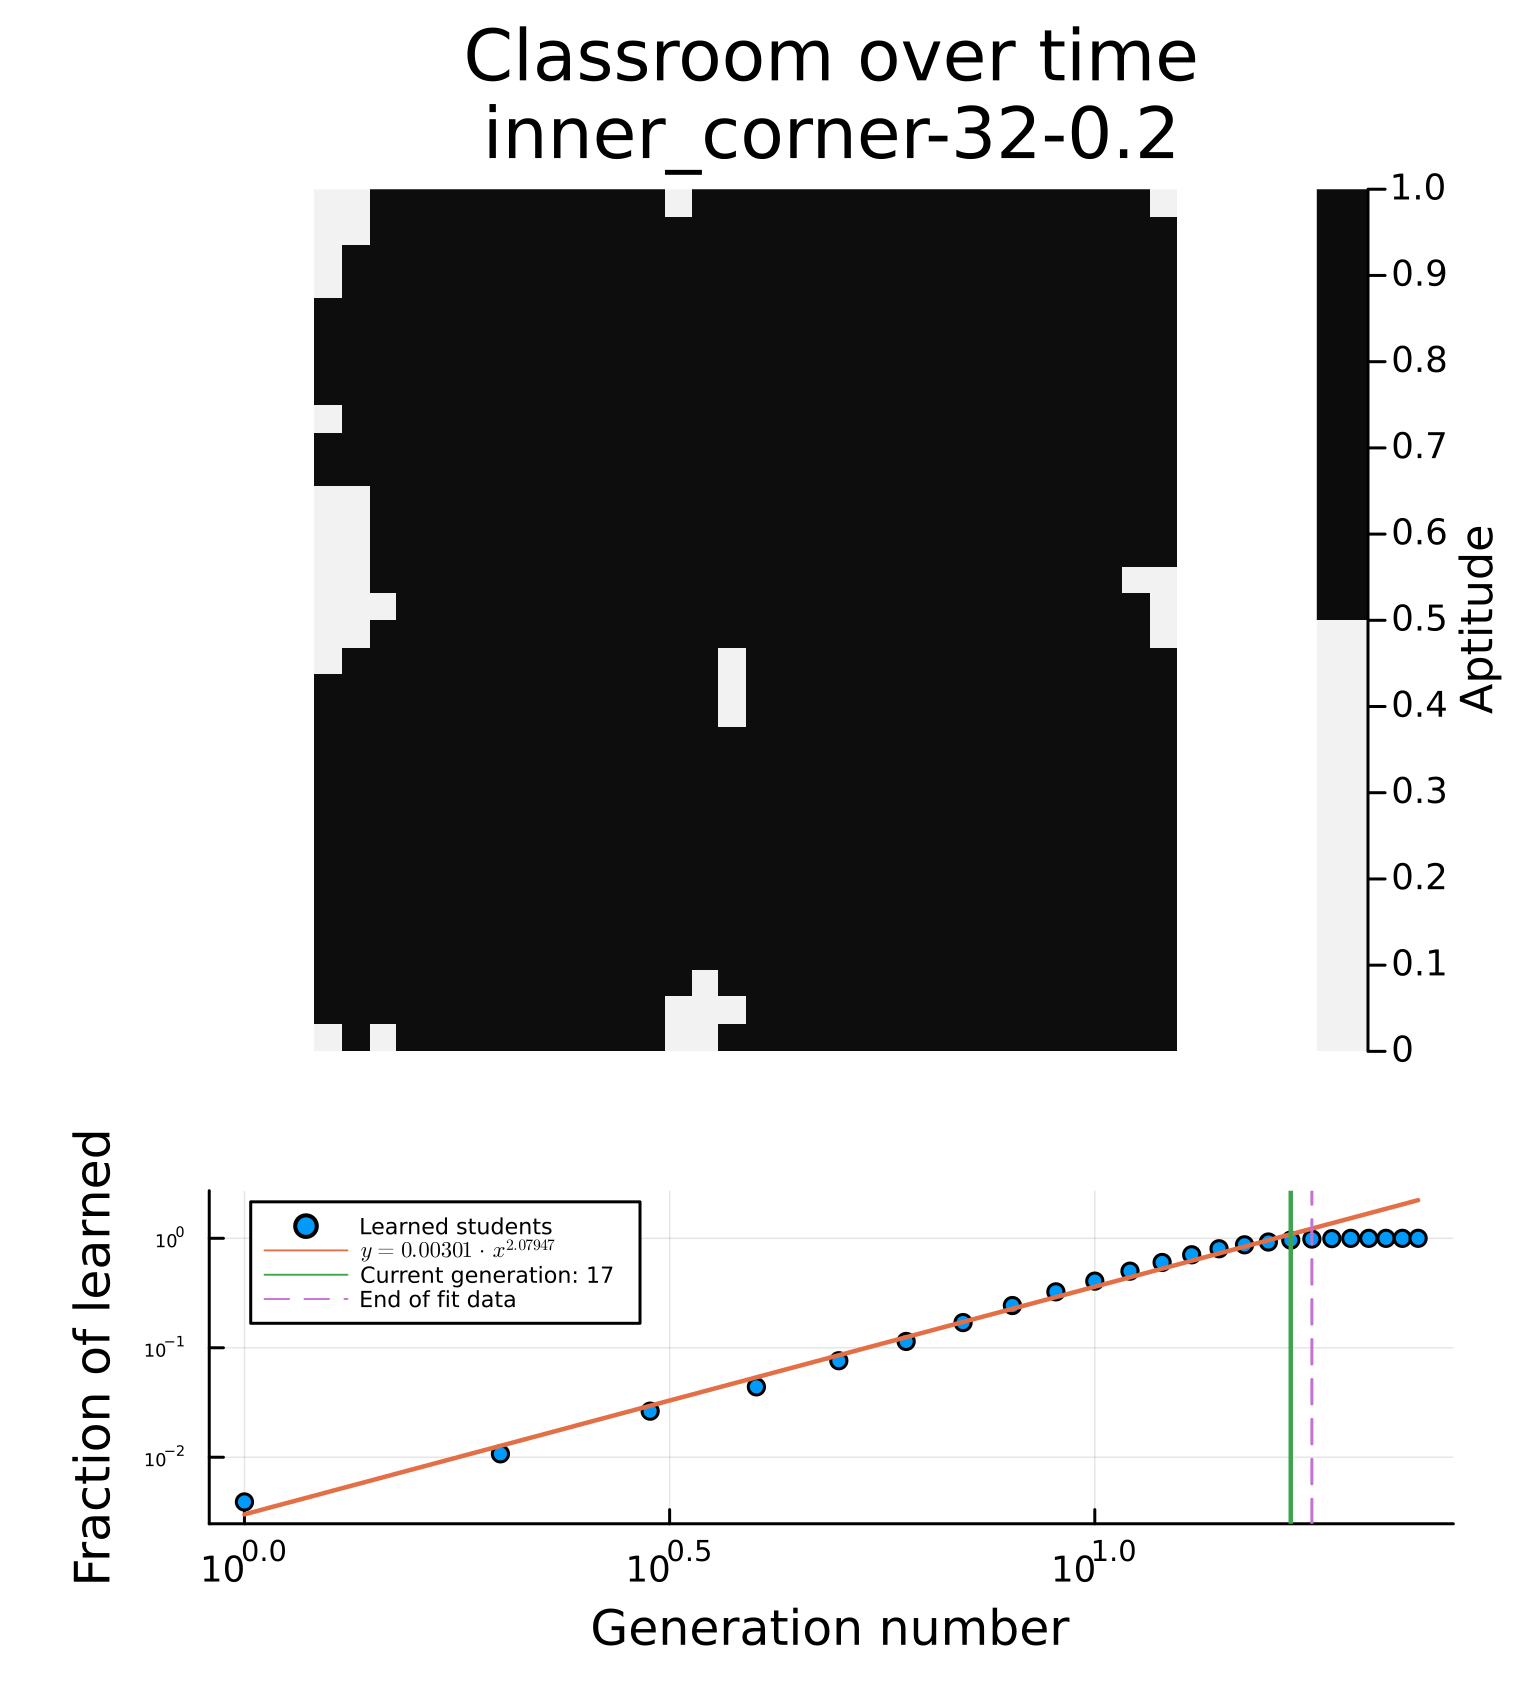 Classroom over time
inner_corner-32-0.2
1.0
0.9
0.8
0.7
0.6
0.5
0.4
0.3
0.2
0.1
0
Aptitude
Fraction of learned
10^0
10^−1
10^−2
Learned students
y = 0.00301 · x^2.07947
Current generation: 17
End of fit data
10^0.0
10^0.5
10^1.0
Generation number